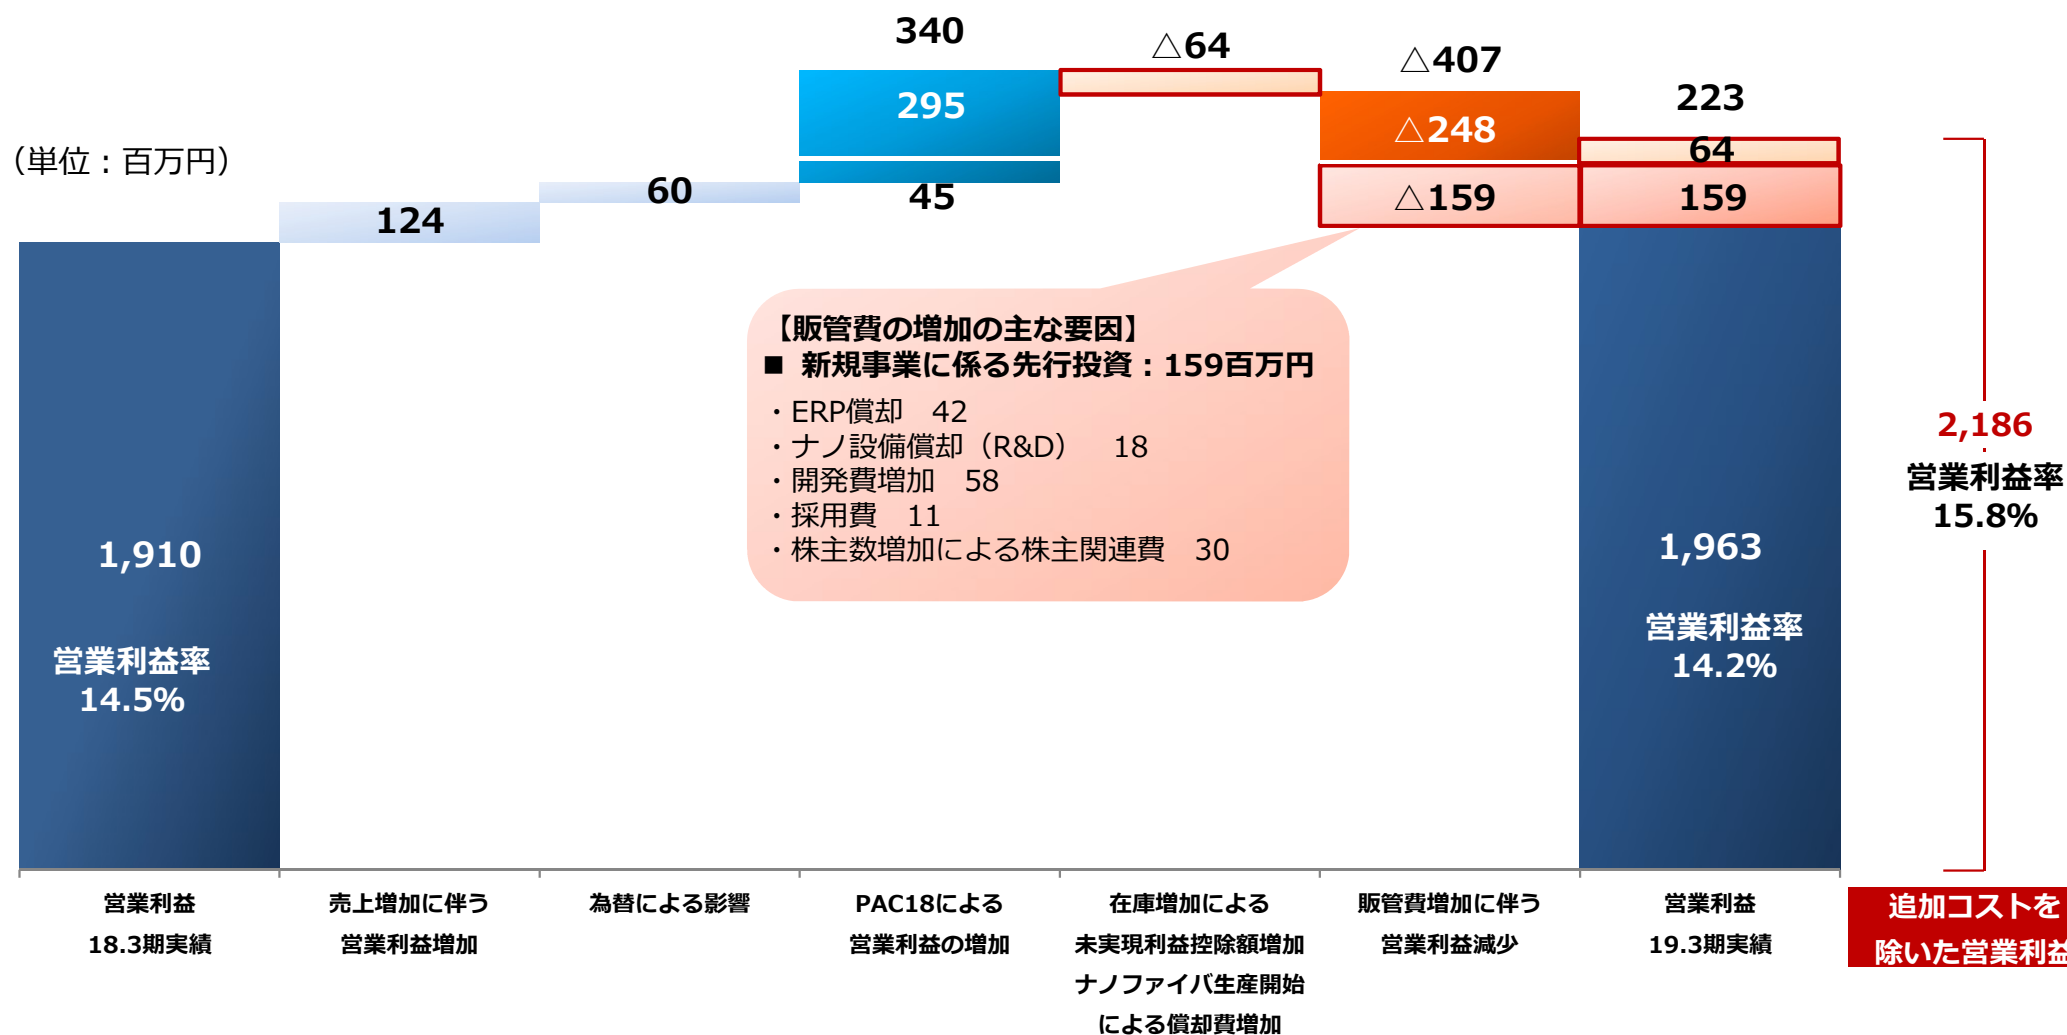 （単位：百万円）
1,910
営業利益率
14.5%
124
60
340
295
45
△64
△407
△248
△159
223
64
159
1,963
営業利益率
14.2%
2,186
営業利益率
15.8%
【販管費の増加の主な要因】
■ 新規事業に係る先行投資：159百万円
・ERP償却　42
・ナノ設備償却（R&D）　18
・開発費増加　58
・採用費　11
・株主数増加による株主関連費　30
営業利益
18.3期実績
売上増加に伴う
営業利益増加
為替による影響
PAC18による
営業利益の増加
在庫増加による
未実現利益控除額増加
ナノファイバ生産開始
による償却費増加
販管費増加に伴う
営業利益減少
営業利益
19.3期実績
追加コストを
除いた営業利益